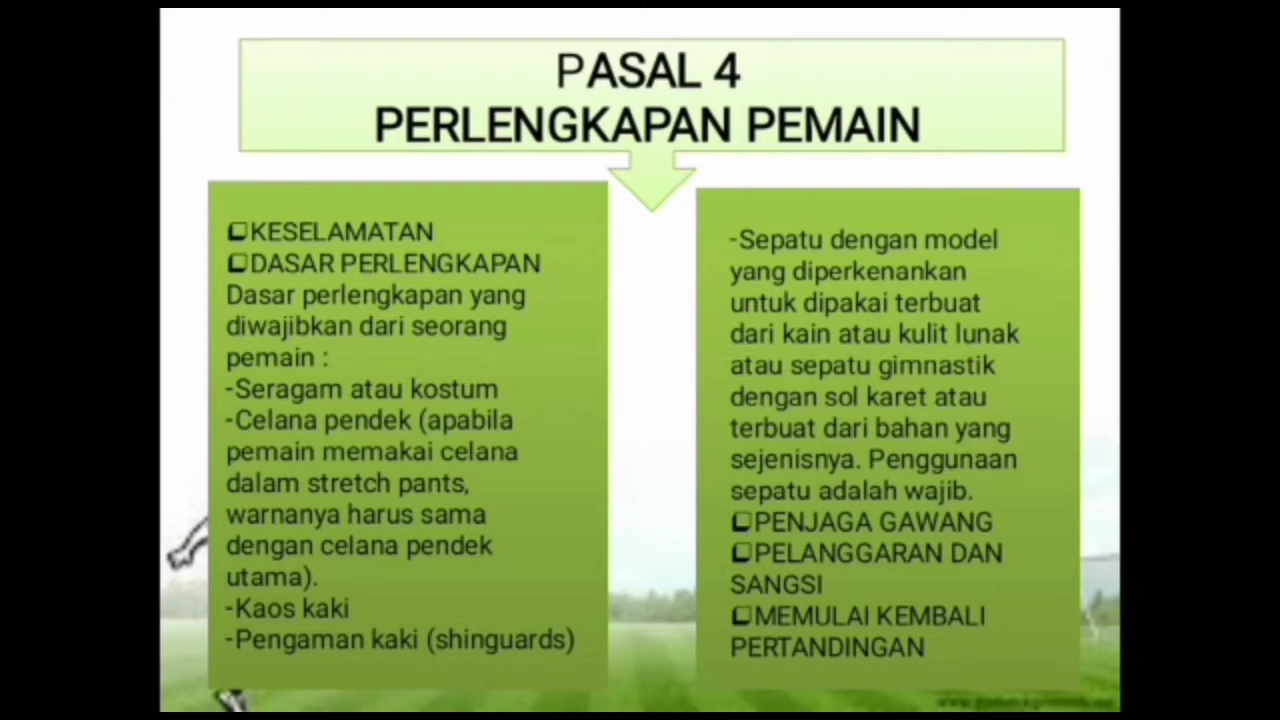 PASAL 4
PERLENGKAPAN PEMAIN
❑KESELAMATAN
❑DASAR PERLENGKAPAN
Dasar perlengkapan yang
diwajibkan dari seorang
pemain :
-Seragam atau kostum
-Celana pendek (apabila
pemain memakai celana
dalam stretch pants,
warnanya harus sama
dengan celana pendek
utama).
-Kaos kaki
-Pengaman kaki (shinguards)
-Sepatu dengan model
yang diperkenankan
untuk dipakai terbuat
dari kain atau kulit lunak
atau sepatu gimnastik
dengan sol karet atau
terbuat dari bahan yang
sejenisnya. Penggunaan
sepatu adalah wajib.
❑PENJAGA GAWANG
❑PELANGGARAN DAN
SANGSI
❑MEMULAI KEMBALI
PERTANDINGAN